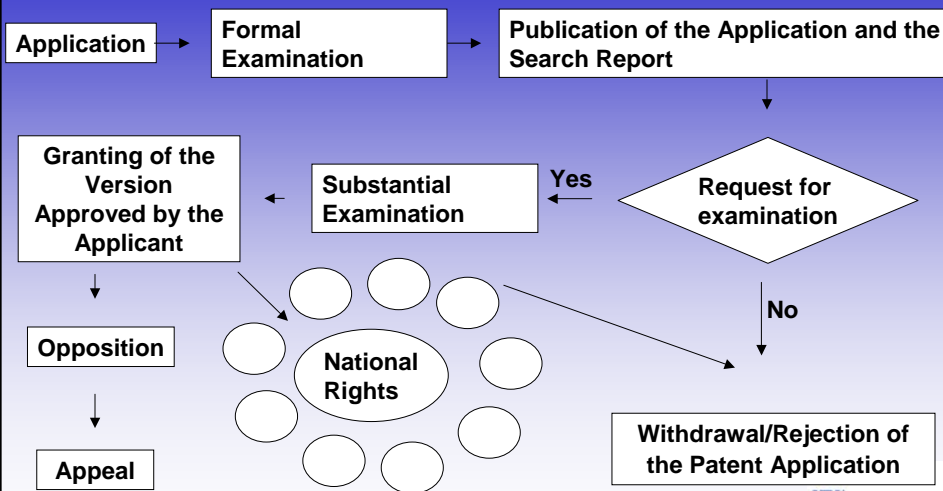 Application
Formal
Examination
Publication of the Application and the
Search Report
Granting of the
Version
Approved by the
Applicant
Substantial
Examination
Yes
Request for
examination
No
Opposition
National
Rights
Appeal
Withdrawal/Rejection of
the Patent Application